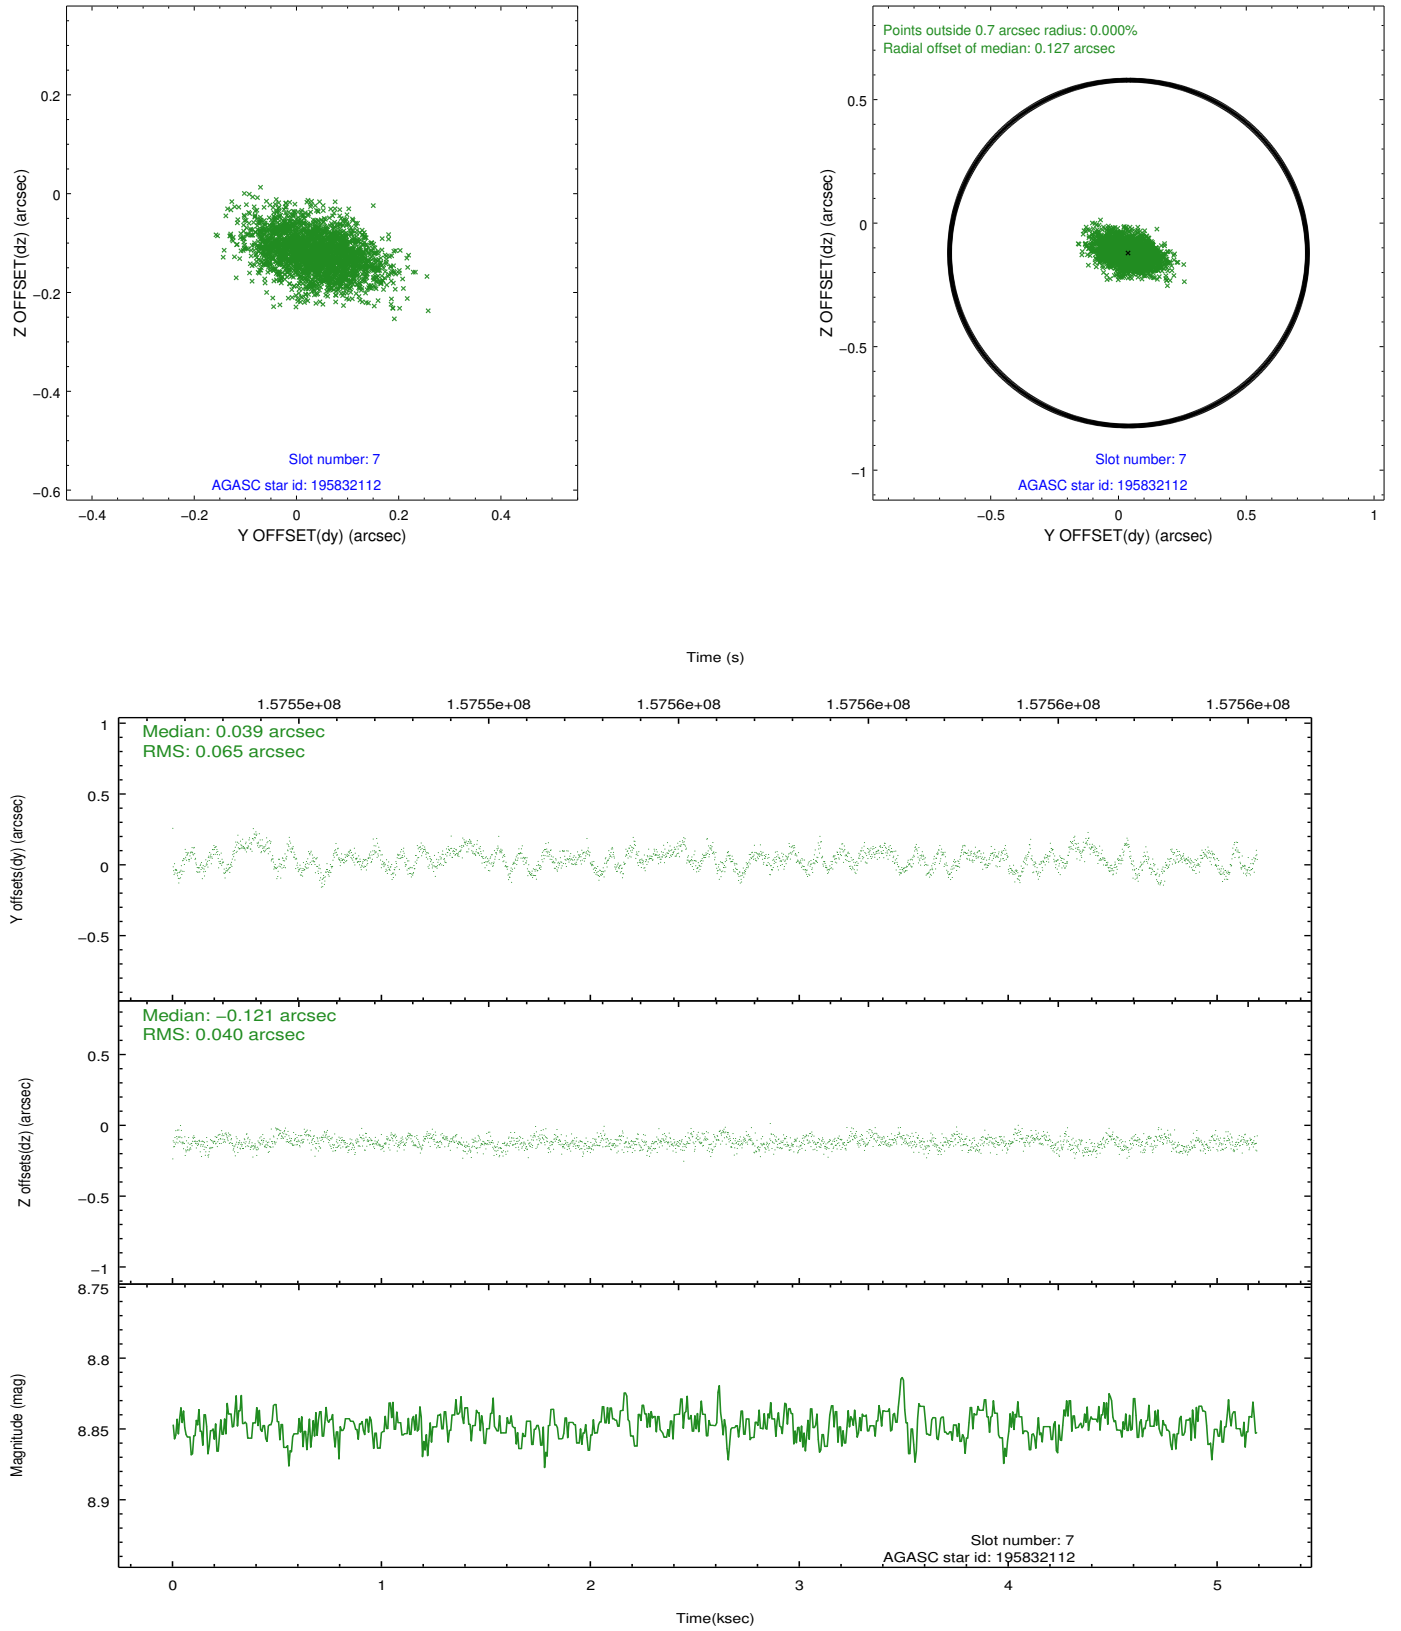 0.2
0
−0.2
−0.4
−0.6
Z OFFSET(dz) (arcsec)
Slot number: 7
AGASC star id: 195832112
−0.4 −0.2 0 0.2 0.4
Y OFFSET(dy) (arcsec)
Points outside 0.7 arcsec radius: 0.000%
Radial offset of median: 0.127 arcsec
0.5
0
−0.5
−1
Z OFFSET(dz) (arcsec)
Slot number: 7
AGASC star id: 195832112
−0.5 0 0.5 1
Y OFFSET(dy) (arcsec)
Time (s)
1.5755e+08 1.5755e+08 1.5756e+08 1.5756e+08 1.5756e+08 1.5756e+08
Median: 0.039 arcsec
RMS: 0.065 arcsec
1
0.5
0
−0.5
Y offsets(dy) (arcsec)
Median: −0.121 arcsec
RMS: 0.040 arcsec
0.5
0
−0.5
−1
Z offsets(dz) (arcsec)
8.75
8.8
8.85
8.9
Magnitude (mag)
Slot number: 7
AGASC star id: 195832112
0 1 2 3 4 5
Time(ksec)